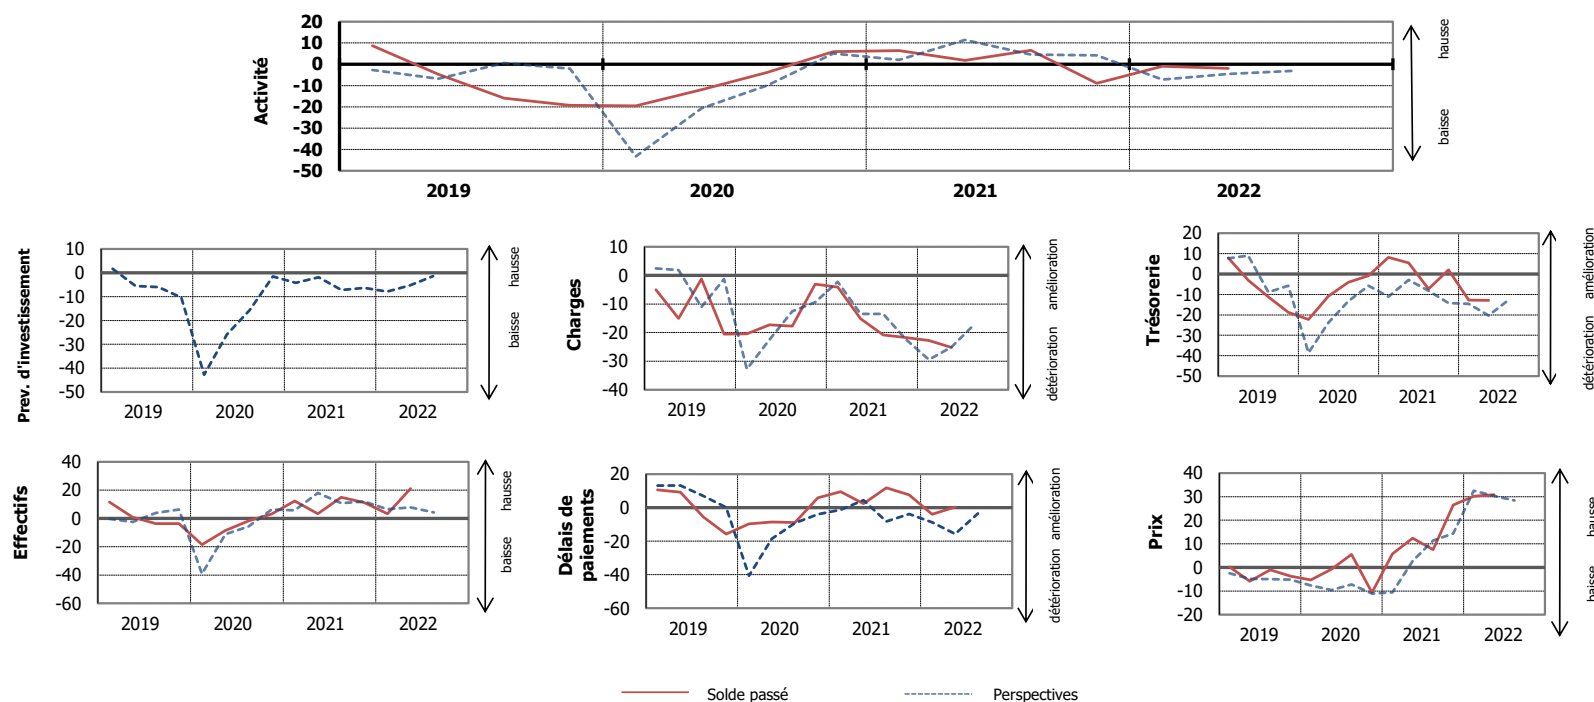 Activité
20
10
0
-10
-20
-30
-40
-50
2019 2020 2021 2022
hausse
baisse
Prev. d'investissement
10
0
-10
-20
-30
-40
-50
2019 2020 2021 2022
hausse
baisse
Charges
10
0
-10
-20
-30
-40
2019 2020 2021 2022
amélioration
détérioration
Trésorerie
20
10
0
-10
-20
-30
-40
-50
2019 2020 2021 2022
amélioration
détérioration
Effectifs
40
20
0
-20
-40
-60
2019 2020 2021 2022
hausse
baisse
Délais de
paiements
20
0
-20
-40
-60
2019 2020 2021 2022
amélioration
détérioration
Prix
40
30
20
10
0
-10
-20
2019 2020 2021 2022
hausse
baisse
Solde passé Perspectives